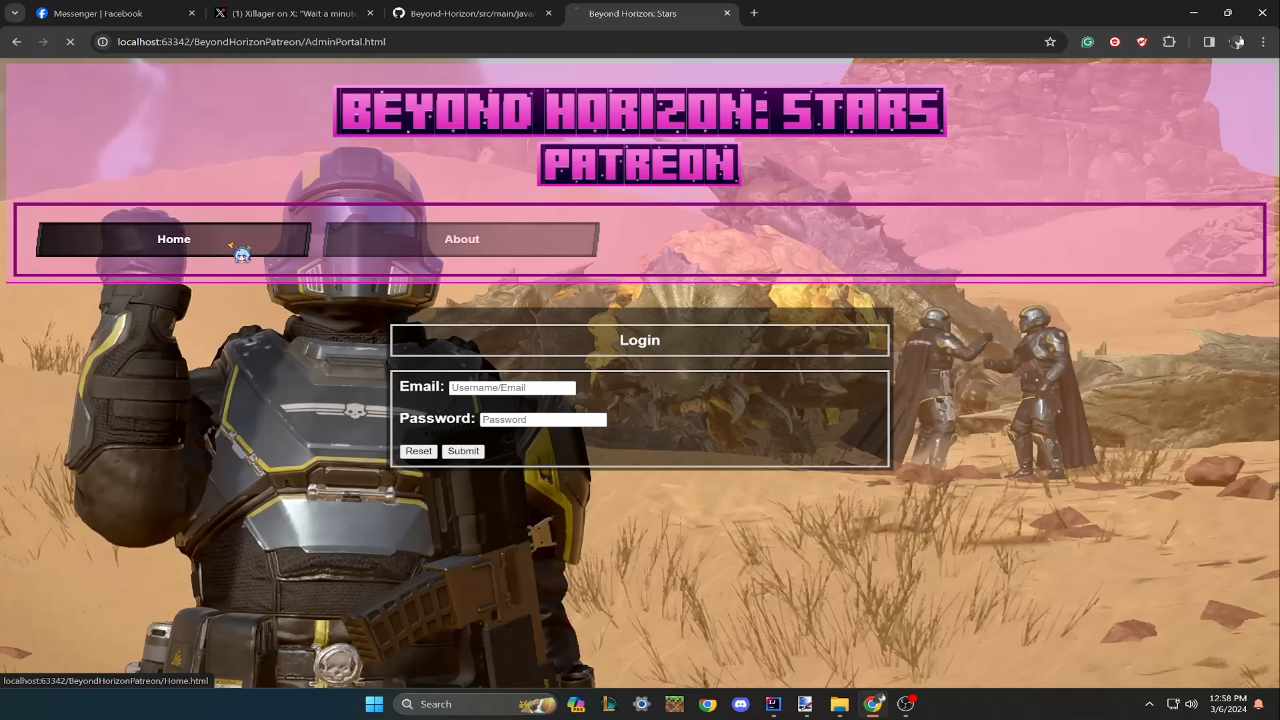 Messenger | Facebook
(1) Xillager on X: "Wait a minute
Beyond-Horizon/src/main/java/
Beyond Horizon: Stars
localhost:63342/BeyondHorizonPatreon/AdminPortal.html
BEYOND HORIZON: STARS
PATREON
Home About
Login
Email: Username/Email
Password: Password
Reset Submit
localhost:63342/BeyondHorizonPatreon/Home.html
Search
12:58 PM
3/6/2024